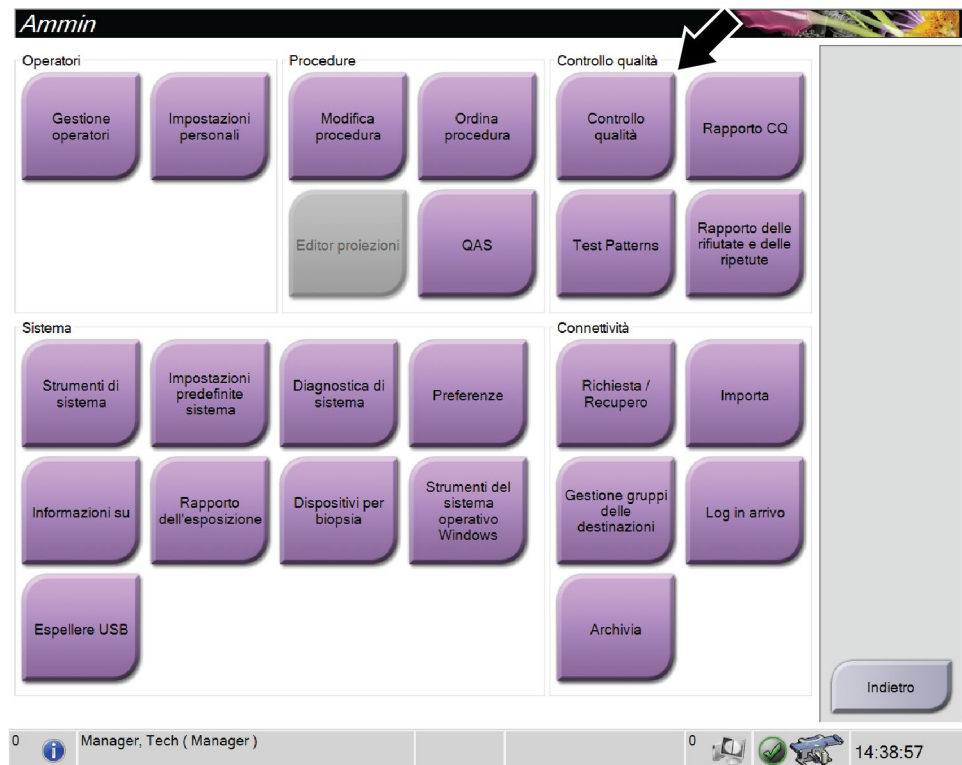 Ammin
Operatori
Gestione
operatori
Impostazioni
personali
Procedure
Modifica
procedura
Ordina
procedura
Editor proiezioni
QAS
Controllo qualità
Controllo
qualità
Rapporto CQ
Test Patterns
Rapporto delle
rifiutate e delle
ripetute
Sistema
Strumenti di
sistema
Impostazioni
predefinite
sistema
Diagnostica di
sistema
Preferenze
Informazioni su
Rapporto
dell'esposizione
Dispositivi per
biopsia
Strumenti del
sistema
operativo
Windows
Espellere USB
Connettività
Richiesta /
Recupero
Importa
Gestione gruppi
delle
destinazioni
Log in arrivo
Archivia
Indietro
0
Manager, Tech ( Manager )
0
14:38:57